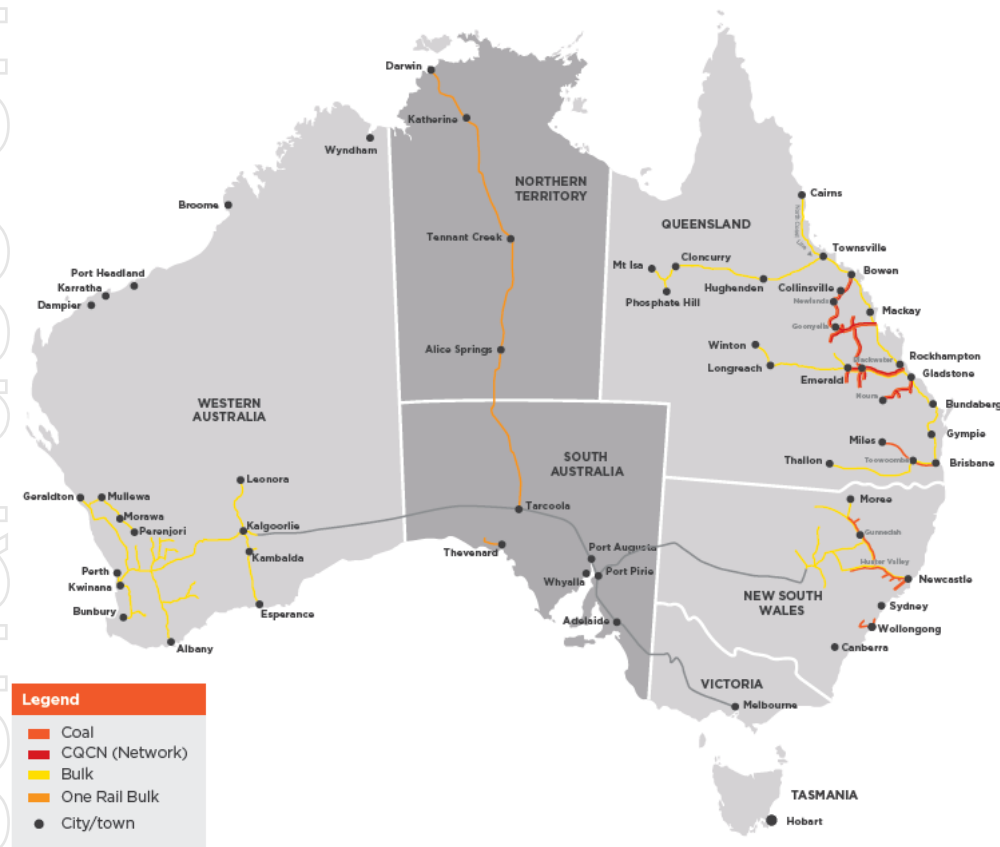 Darwin
Katherine
Wyndham
NORTHERN
TERRITORY
Cairns
Broome
QUEENSLAND
Tennant Creek
Townsville
Mt Isa
Cloncurry
Bowen
Port Headland
Hughenden
Collinsville
Karratha
Newlands
Phosphate Hill
Dampier
Mackay
Goonyella
Alice Springs
Winton
Rockhampton
Blackwater
Longreach
Emerald
Gladstone
Moura
WESTERN
AUSTRALIA
Bundaberg
Gympie
Miles
SOUTH
AUSTRALIA
Thallon
Toowoomba
Brisbane
Leonora
Geraldton
Mullewa
Moree
Tarcoola
Morawa
Kalgoorlie
Perenjori
Gunnedah
Thevenard
Port Augusta
Kambalda
Hunter Valley
Perth
Port Pirie
Whyalla
Newcastle
Kwinana
NEW SOUTH
WALES
Bunbury
Esperance
Sydney
Adelaide
Wollongong
Albany
Canberra
VICTORIA
Melbourne
Legend
Coal
CQCN (Network)
Bulk
One Rail Bulk
City/town
TASMANIA
Hobart